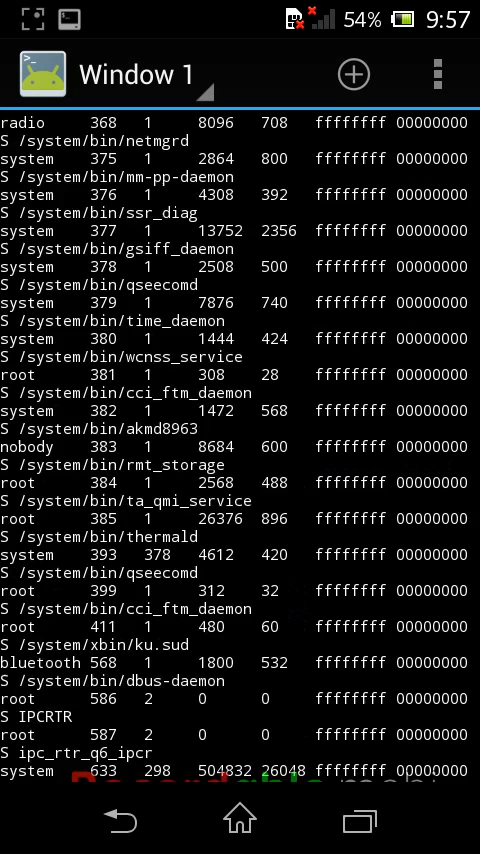 54% 9:57
Window 1
radio 368 1 8096 708 ffffffff 00000000
S /system/bin/netmgrd
system 375 1 2864 800 ffffffff 00000000
S /system/bin/mm-pp-daemon
system 376 1 4308 392 ffffffff 00000000
S /system/bin/ssr_diag
system 377 1 13752 2356 ffffffff 00000000
S /system/bin/gsiff_daemon
system 378 1 2508 500 ffffffff 00000000
S /system/bin/qseecomd
system 379 1 7876 740 ffffffff 00000000
S /system/bin/time_daemon
system 380 1 1444 424 ffffffff 00000000
S /system/bin/wcnss_service
root 381 1 308 28 ffffffff 00000000
S /system/bin/cci_ftm_daemon
system 382 1 1472 568 ffffffff 00000000
S /system/bin/akmd8963
nobody 383 1 8684 600 ffffffff 00000000
S /system/bin/rmt_storage
root 384 1 2568 488 ffffffff 00000000
S /system/bin/ta_qmi_service
root 385 1 26376 896 ffffffff 00000000
S /system/bin/thermald
system 393 378 4612 420 ffffffff 00000000
S /system/bin/qseecomd
root 399 1 312 32 ffffffff 00000000
S /system/bin/cci_ftm_daemon
root 411 1 480 60 ffffffff 00000000
S /system/xbin/ku.sud
bluetooth 568 1 1800 532 ffffffff 00000000
S /system/bin/dbus-daemon
root 586 2 0 0 ffffffff 00000000
S IPCRTR
root 587 2 0 0 ffffffff 00000000
S ipc_rtr_q6_ipcr
system 633 298 504832 26048 ffffffff 00000000